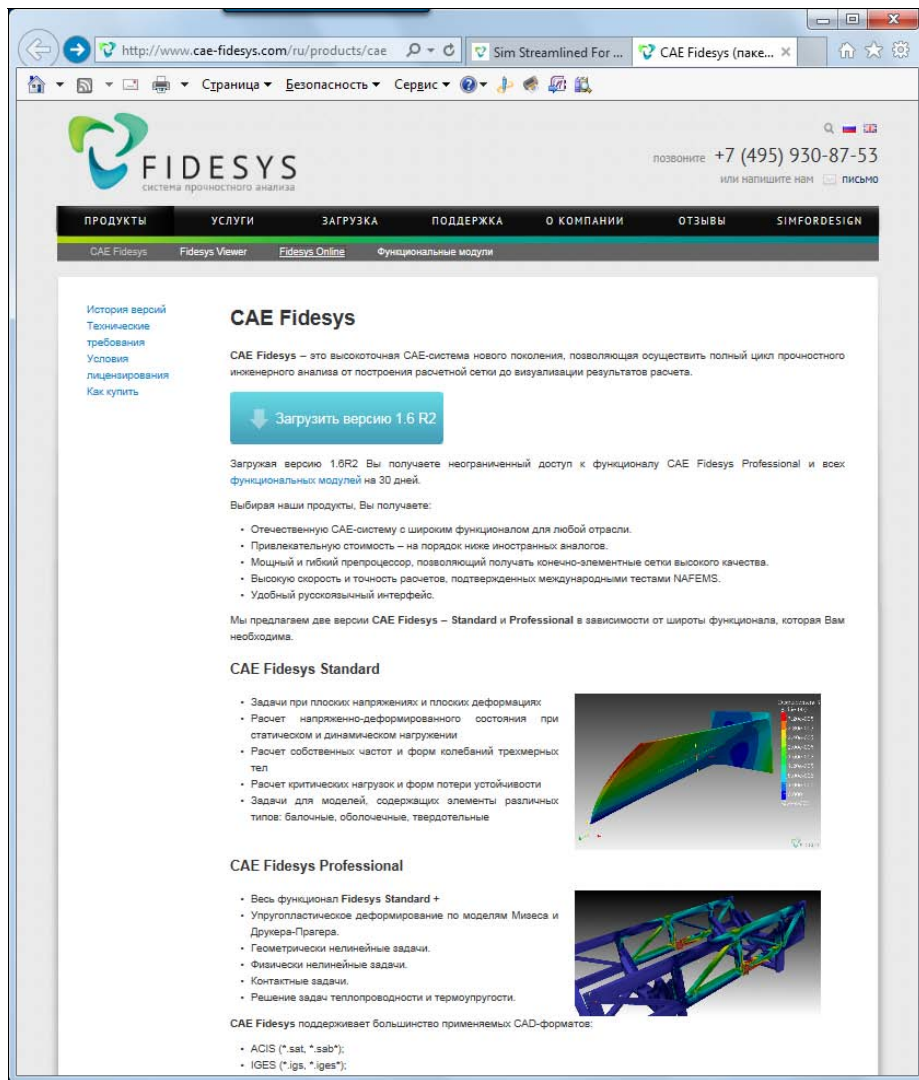 http://www.cae-fidesys.com/ru/products/cae
Sim Streamlined For ...
CAE Fidesys (паке...
Страница
Безопасность
Сервис
FIDESYS
система прочностного анализа
позвоните +7 (495) 930-87-53
или напишите нам письмо
ПРОДУКТЫ УСЛУГИ ЗАГРУЗКА ПОДДЕРЖКА О КОМПАНИИ ОТЗЫВЫ SIMFORDESIGN
CAE Fidesys Fidesys Viewer Fidesys Online Функциональные модули
История версий
Технические
требования
Условия
лицензирования
Как купить
CAE Fidesys
CAE Fidesys – это высокоточная CAE-система нового поколения, позволяющая осуществить полный цикл прочностного
инженерного анализа от построения расчетной сетки до визуализации результатов расчета.
Загрузить версию 1.6 R2
Загружая версию 1.6R2 Вы получаете неограниченный доступ к функционалу CAE Fidesys Professional и всех
функциональных модулей на 30 дней.
Выбирая наши продукты, Вы получаете:
• Отечественную CAE-систему с широким функционалом для любой отрасли.
• Привлекательную стоимость – на порядок ниже иностранных аналогов.
• Мощный и гибкий препроцессор, позволяющий получать конечно-элементные сетки высокого качества.
• Высокую скорость и точность расчетов, подтвержденных международными тестами NAFEMS.
• Удобный русскоязычный интерфейс.
Мы предлагаем две версии CAE Fidesys – Standard и Professional в зависимости от широты функционала, которая Вам
необходима.
CAE Fidesys Standard
• Задачи при плоских напряжениях и плоских деформациях
• Расчет напряженно-деформированного состояния при
статическом и динамическом нагружении
• Расчет собственных частот и форм колебаний трехмерных
тел
• Расчет критических нагрузок и форм потери устойчивости
• Задачи для моделей, содержащих элементы различных
типов: балочные, оболочечные, твердотельные
CAE Fidesys Professional
• Весь функционал Fidesys Standard +
• Упругопластическое деформирование по моделям Мизеса и
Друкера-Прагера.
• Геометрически нелинейные задачи.
• Физически нелинейные задачи.
• Контактные задачи.
• Решение задач теплопроводности и термоупругости.
CAE Fidesys поддерживает большинство применяемых CAD-форматов:
• ACIS (*.sat, *.sab*);
• IGES (*.igs, *.iges*);